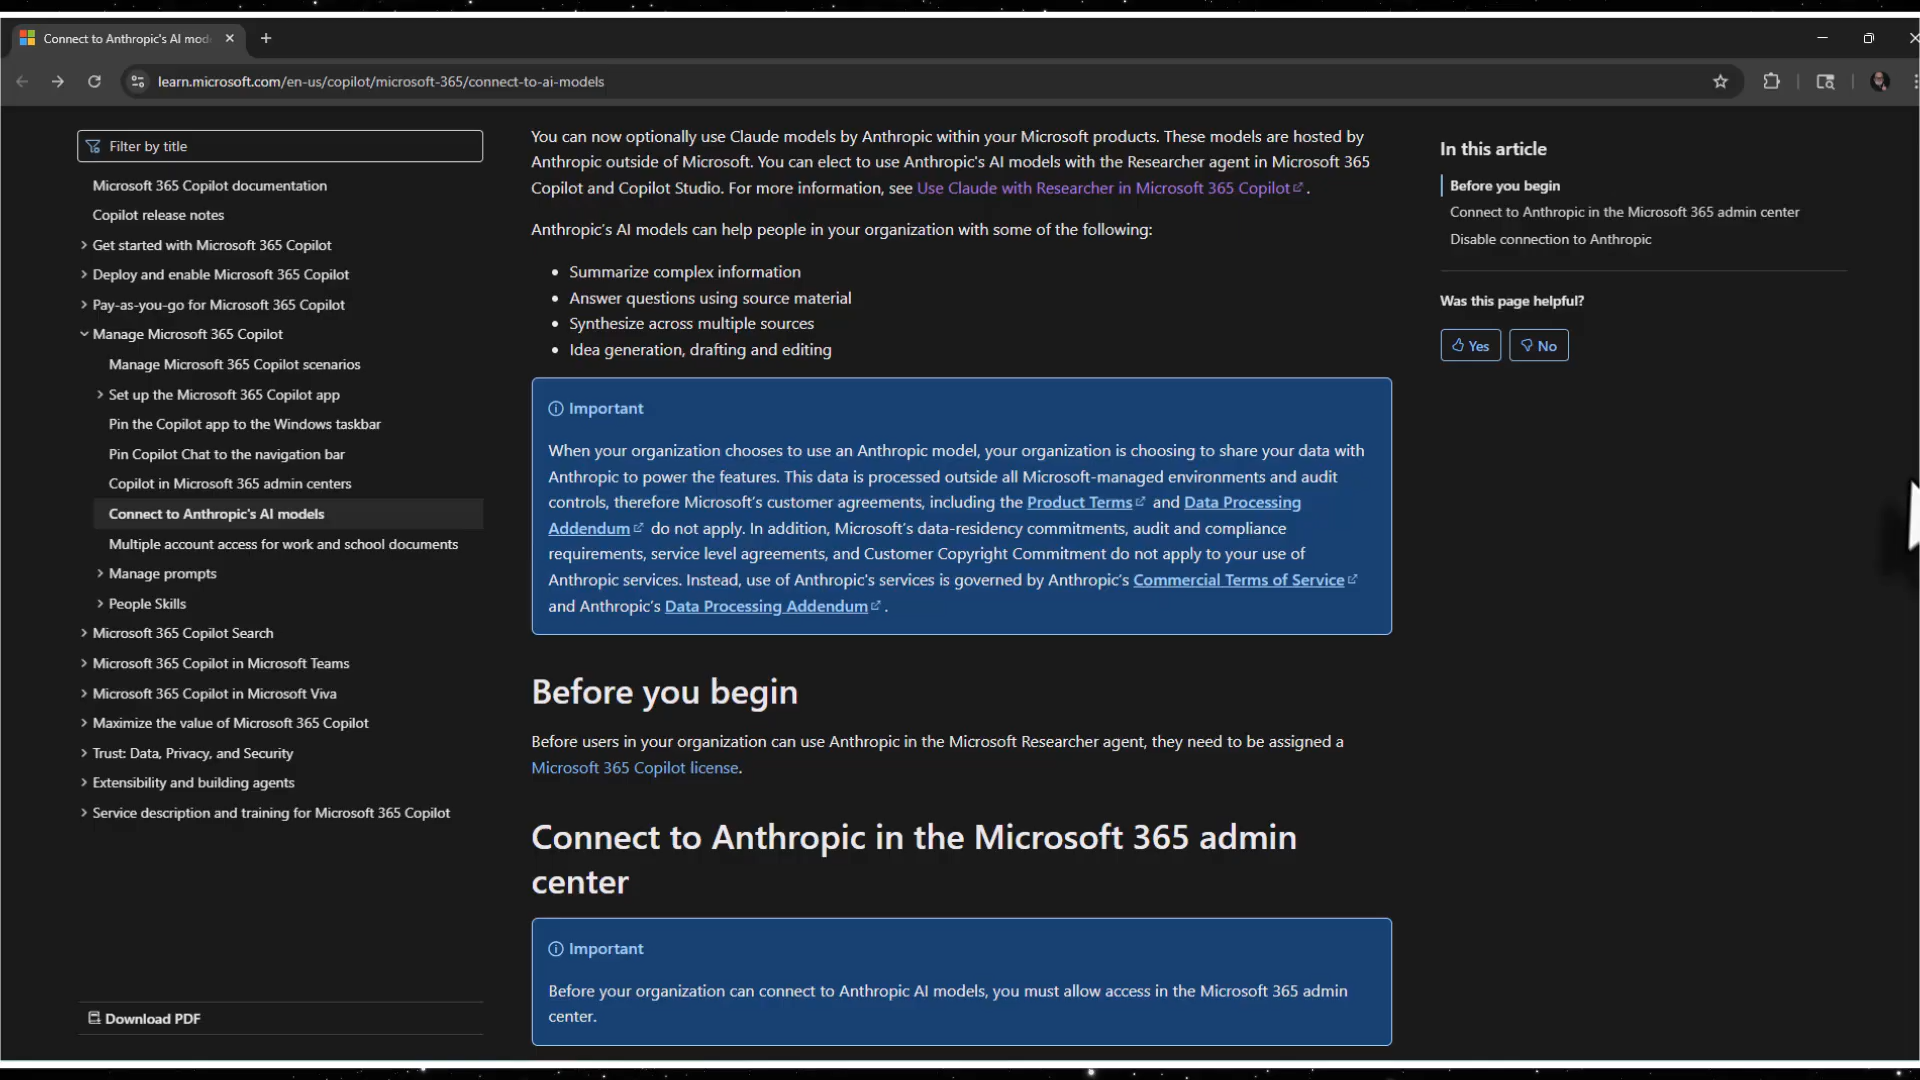 Connect to Anthropic's AI mod
learn.microsoft.com/en-us/copilot/microsoft-365/connect-to-ai-models
Filter by title
Microsoft 365 Copilot documentation
Copilot release notes
Get started with Microsoft 365 Copilot
Deploy and enable Microsoft 365 Copilot
Pay-as-you-go for Microsoft 365 Copilot
Manage Microsoft 365 Copilot
Manage Microsoft 365 Copilot scenarios
Set up the Microsoft 365 Copilot app
Pin the Copilot app to the Windows taskbar
Pin Copilot Chat to the navigation bar
Copilot in Microsoft 365 admin centers
Connect to Anthropic's AI models
Multiple account access for work and school documents
Manage prompts
People Skills
Microsoft 365 Copilot Search
Microsoft 365 Copilot in Microsoft Teams
Microsoft 365 Copilot in Microsoft Viva
Maximize the value of Microsoft 365 Copilot
Trust: Data, Privacy, and Security
Extensibility and building agents
Service description and training for Microsoft 365 Copilot
Download PDF
You can now optionally use Claude models by Anthropic within your Microsoft products. These models are hosted by
Anthropic outside of Microsoft. You can elect to use Anthropic's AI models with the Researcher agent in Microsoft 365
Copilot and Copilot Studio. For more information, see Use Claude with Researcher in Microsoft 365 Copilot.
Anthropic's AI models can help people in your organization with some of the following:
• Summarize complex information
• Answer questions using source material
• Synthesize across multiple sources
• Idea generation, drafting and editing
Important
When your organization chooses to use an Anthropic model, your organization is choosing to share your data with
Anthropic to power the features. This data is processed outside all Microsoft-managed environments and audit
controls, therefore Microsoft's customer agreements, including the Product Terms and Data Processing
Addendum do not apply. In addition, Microsoft's data-residency commitments, audit and compliance
requirements, service level agreements, and Customer Copyright Commitment do not apply to your use of
Anthropic services. Instead, use of Anthropic's services is governed by Anthropic's Commercial Terms of Service
and Anthropic's Data Processing Addendum.
Before you begin
Before users in your organization can use Anthropic in the Microsoft Researcher agent, they need to be assigned a
Microsoft 365 Copilot license.
Connect to Anthropic in the Microsoft 365 admin
center
Important
Before your organization can connect to Anthropic AI models, you must allow access in the Microsoft 365 admin
center.
In this article
Before you begin
Connect to Anthropic in the Microsoft 365 admin center
Disable connection to Anthropic
Was this page helpful?
Yes
No